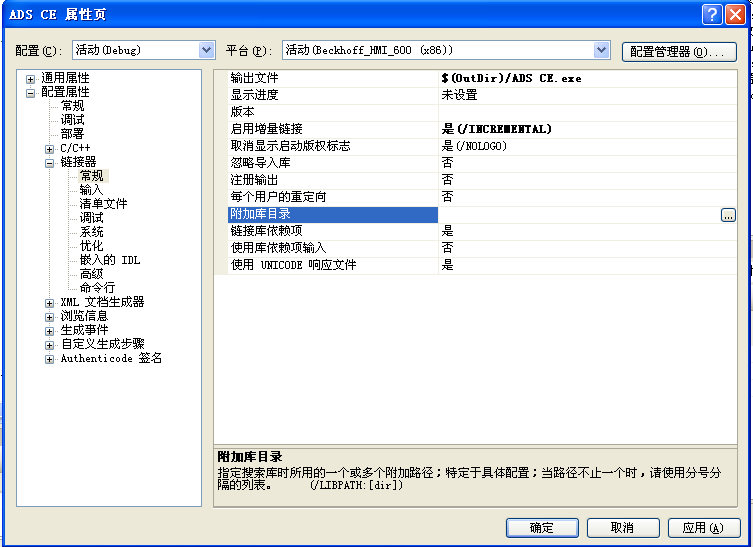 ADS CE 属性页
配置(C): 活动(Debug) 平台(P): 活动(Beckhoff_HMI_600 (x86)) 配置管理器(O)...
通用属性
配置属性
常规
调试
部署
C/C++
链接器
常规
输入
清单文件
调试
系统
优化
嵌入的 IDL
高级
命令行
XML 文档生成器
浏览信息
生成事件
自定义生成步骤
Authenticode 签名
输出文件 $(OutDir)/ADS CE.exe
显示进度 未设置
版本
启用增量链接 是(/INCREMENTAL)
取消显示启动版权标志 是(/NOLOGO)
忽略导入库 否
注册输出 否
每个用户的重定向 否
附加库目录 ...
链接库依赖项 是
使用库依赖项输入 否
使用 UNICODE 响应文件 是
附加库目录
指定搜索库时所用的一个或多个附加路径；特定于具体配置；当路径不止一个时，请使用分号分
隔的列表。 (/LIBPATH:[dir])
确定 取消 应用(A)